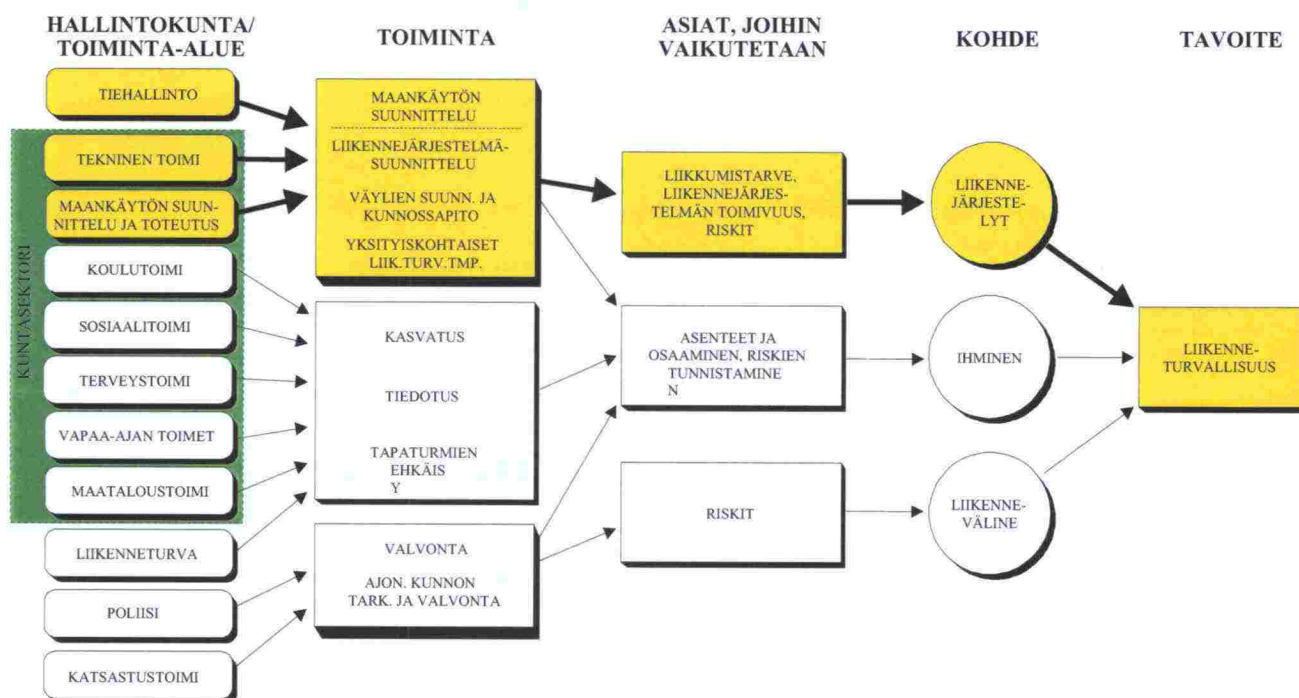 HALLINTOKUNTA/
TOIMINTA-ALUE
TOIMINTA
ASIAT, JOIHIN
VAIKUTETAAN
KOHDE
TAVOITE
KUNTASEKTORI
TIEHALLINTO
TEKNINEN TOIMI
MAANKÄYTÖN SUUN-
NITTELU JA TOTEUTUS
KOULUTOIMI
SOSIAALITOIMI
TERVEYSTOIMI
VAPAA-AJAN TOIMET
MAATALOUSTOIMI
LIIKENNETURVA
POLIISI
KATSASTUSTOIMI
MAANKÄYTÖN
SUUNNITTELU
LIIKENNEJÄRJESTELMÄ-
SUUNNITTELU
VÄYLIEN SUUNN. JA
KUNNOSSAPITO
YKSITYISKOHTAISET
LIIK.TURV.TMP.
KASVATUS
TIEDOTUS
TAPATURMIEN
EHKÄIS
Y
VALVONTA
AJON. KUNNON
TARK. JA VALVONTA
LIIKKUMISTARVE,
LIIKENNEJÄRJES-
TELMÄN TOIMIVUUS,
RISKIT
ASENTEET JA
OSAAMINEN, RISKIEN
TUNNISTAMINE
N
RISKIT
LIIKENNE-
JÄRJESTE-
LYT
IHMINEN
LIIKENNE-
VÄLINE
LIIKENNE-
TURVALLISUUS